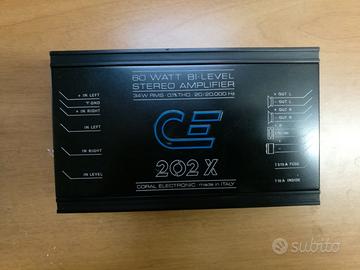 60 WATT BI-LEVEL
STEREO AMPLIFIER
34W RMS · 0.1% THD · 20÷20.000 Hz
+ IN LEFT
GND
+ IN RIGHT
IN LEFT
IN RIGHT
IN LEVEL
+ OUT L
- OUT L
+ OUT R
- OUT R
CE
202 X
CORAL ELECTRONIC made in ITALY
INSIDE
subito